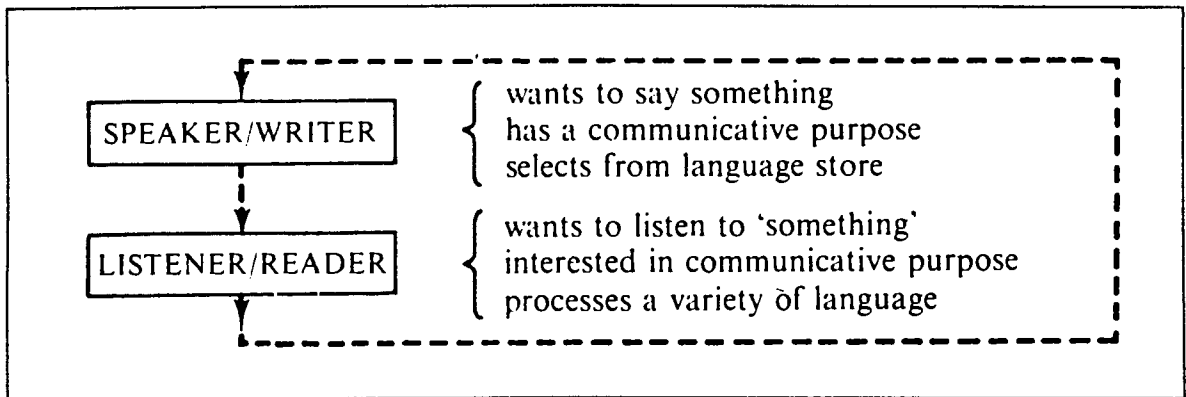 wants to say something
SPEAKER/WRITER
has a communicative purpose
selects from language store
wants to listen to ‘something’
LISTENER/READER
interested in communicative purpose
processes a variety of language